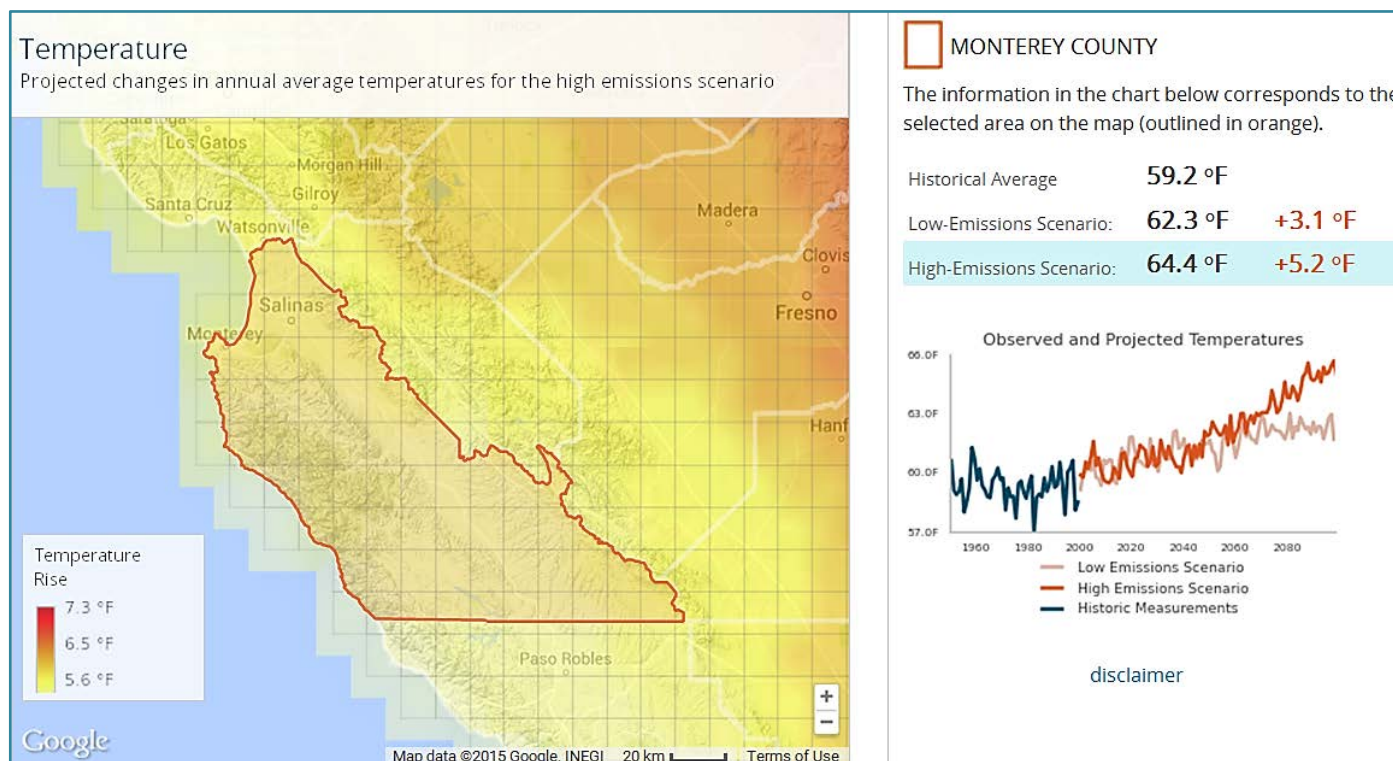 Temperature
Projected changes in annual average temperatures for the high emissions scenario
Saratoga
Los Gatos
Morgan Hill
Gilroy
Santa Cruz
Watsonville
Madera
Clovis
Salinas
Fresno
Monterey
Hanf
Paso Robles
Temperature
Rise
7.3 °F
6.5 °F
5.6 °F
+
−
Google
Map data ©2015 Google, INEGI 20 km Terms of Use
MONTEREY COUNTY
The information in the chart below corresponds to the
selected area on the map (outlined in orange).
Historical Average 59.2 °F
Low-Emissions Scenario: 62.3 °F +3.1 °F
High-Emissions Scenario: 64.4 °F +5.2 °F
Observed and Projected Temperatures
66.0F
63.0F
60.0F
57.0F
1960 1980 2000 2020 2040 2060 2080
Low Emissions Scenario
High Emissions Scenario
Historic Measurements
disclaimer